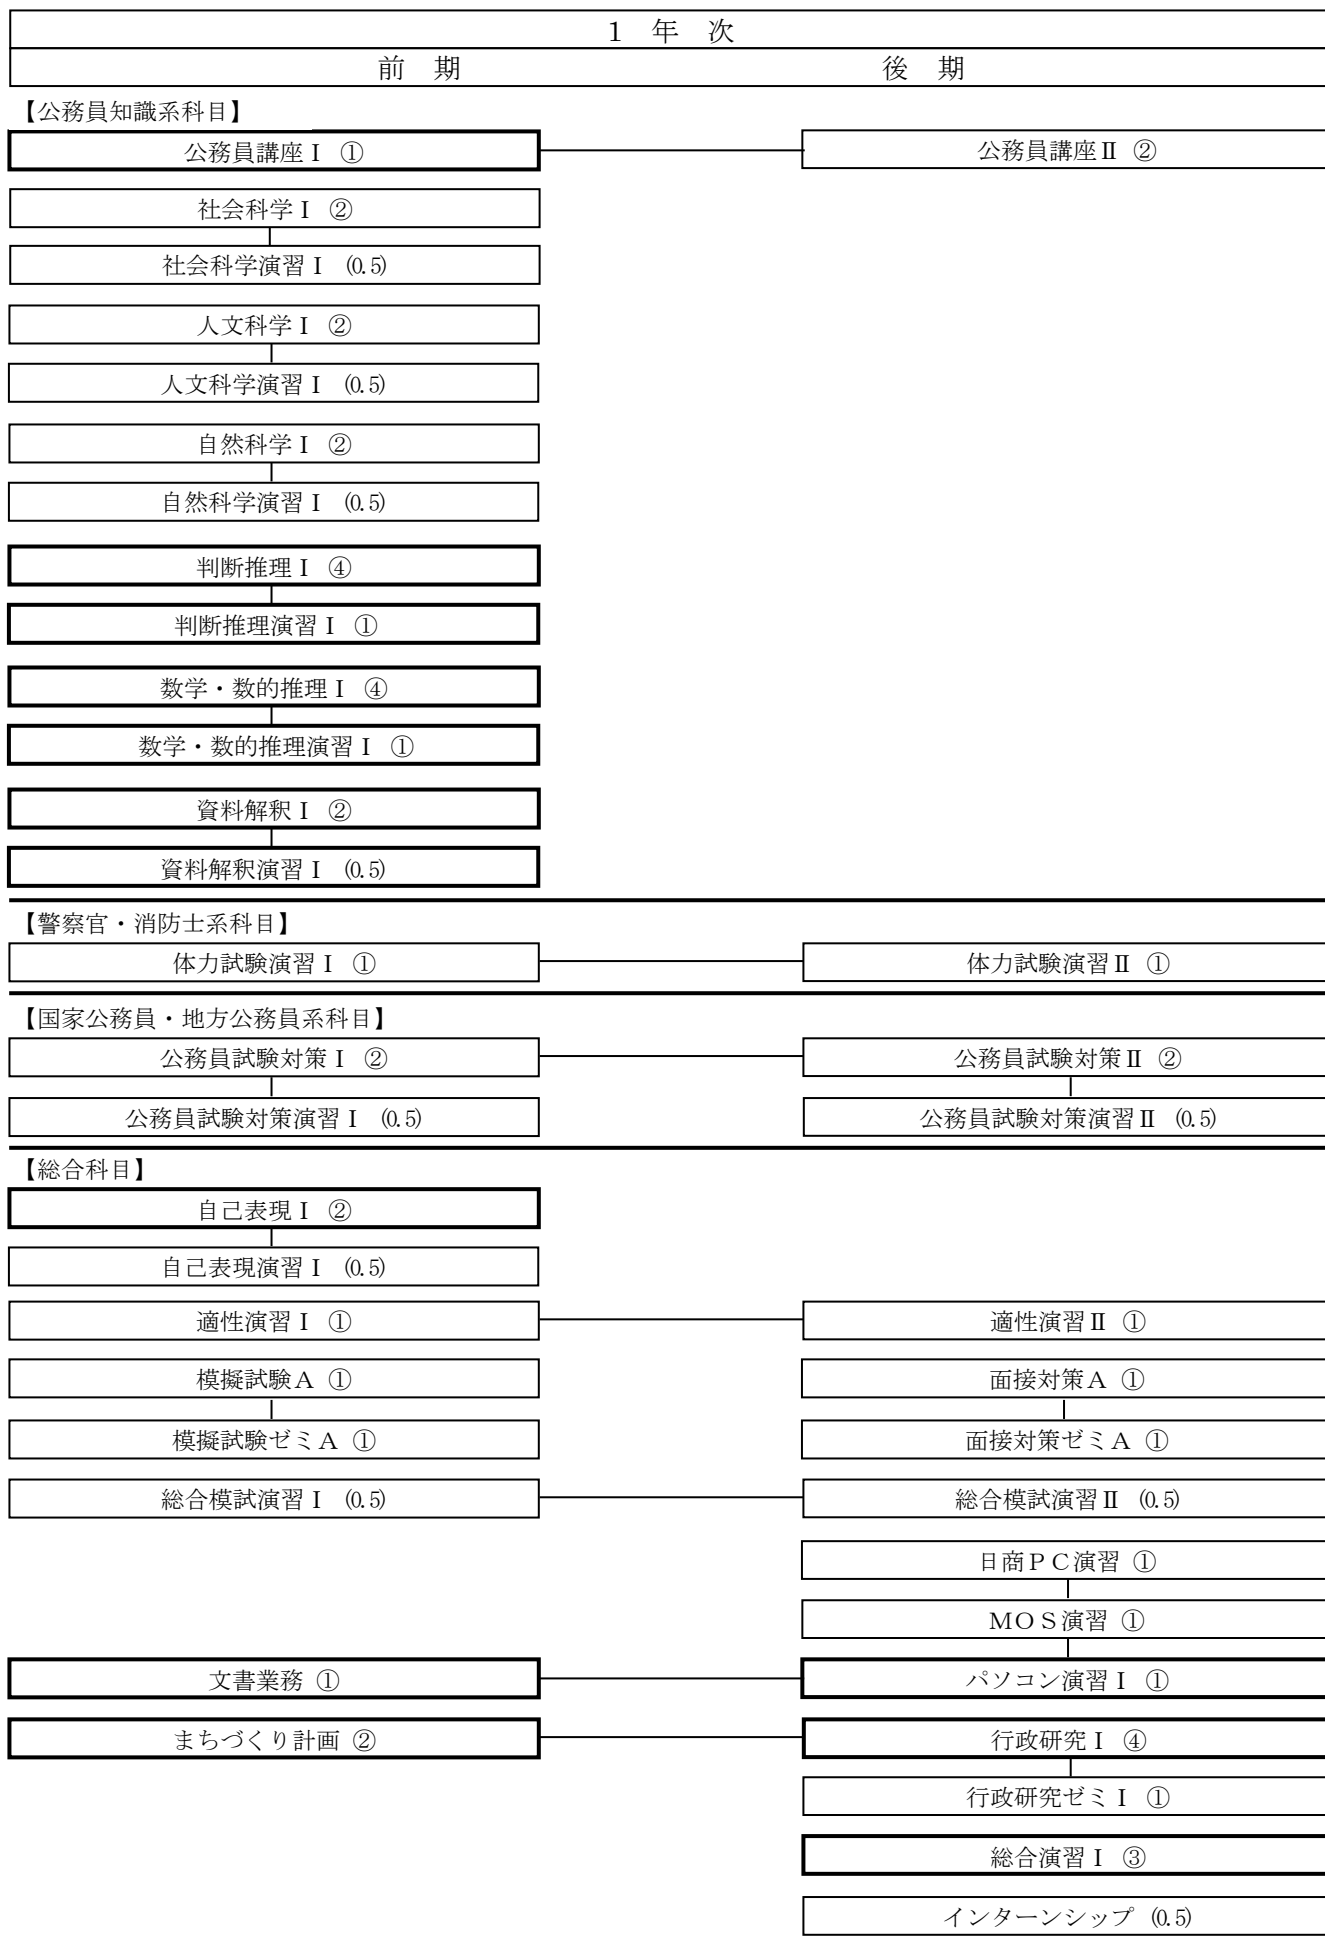 １ 年 次
前 期 後 期
【公務員知識系科目】
公務員講座Ⅰ ① 公務員講座Ⅱ ②
社会科学Ⅰ ②
社会科学演習Ⅰ (0.5)
人文科学Ⅰ ②
人文科学演習Ⅰ (0.5)
自然科学Ⅰ ②
自然科学演習Ⅰ (0.5)
判断推理Ⅰ ④
判断推理演習Ⅰ ①
数学・数的推理Ⅰ ④
数学・数的推理演習Ⅰ ①
資料解釈Ⅰ ②
資料解釈演習Ⅰ (0.5)
【警察官・消防士系科目】
体力試験演習Ⅰ ① 体力試験演習Ⅱ ①
【国家公務員・地方公務員系科目】
公務員試験対策Ⅰ ② 公務員試験対策Ⅱ ②
公務員試験対策演習Ⅰ (0.5) 公務員試験対策演習Ⅱ (0.5)
【総合科目】
自己表現Ⅰ ②
自己表現演習Ⅰ (0.5)
適性演習Ⅰ ① 適性演習Ⅱ ①
模擬試験Ａ ① 面接対策Ａ ①
模擬試験ゼミＡ ① 面接対策ゼミＡ ①
総合模試演習Ⅰ (0.5) 総合模試演習Ⅱ (0.5)
日商ＰＣ演習 ①
ＭＯＳ演習 ①
文書業務 ① パソコン演習Ⅰ ①
まちづくり計画 ② 行政研究Ⅰ ④
行政研究ゼミⅠ ①
総合演習Ⅰ ③
インターンシップ (0.5)